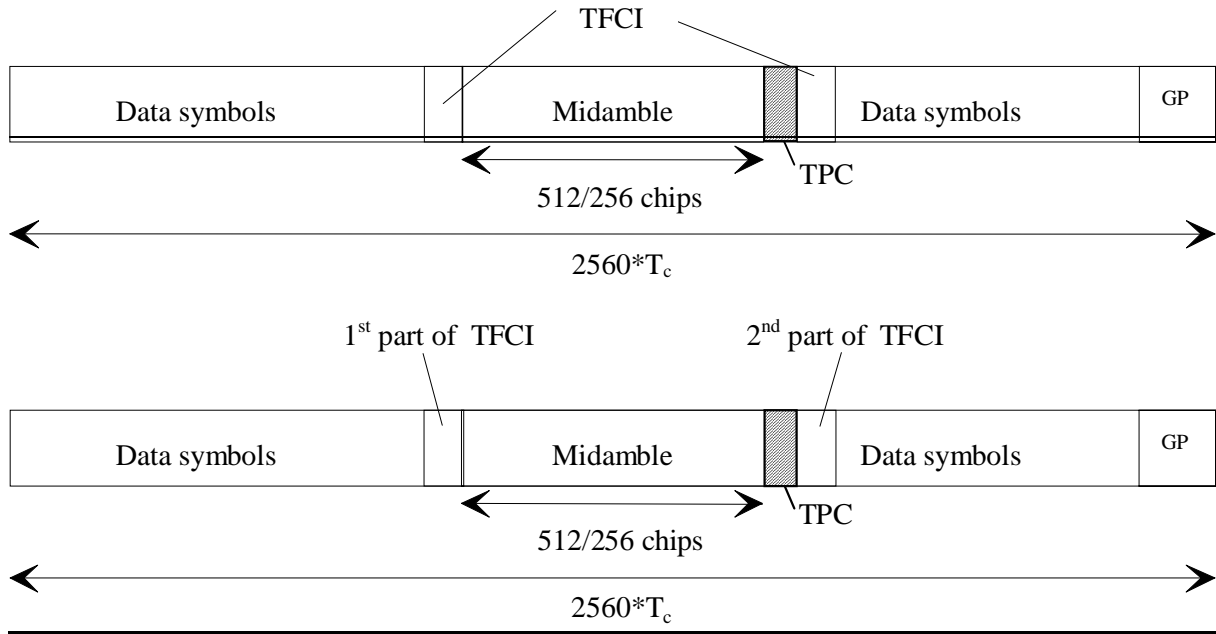 TFCI
Data symbols Midamble Data symbols GP
TPC
512/256 chips
2560*Tc
1st part of TFCI 2nd part of TFCI
Data symbols Midamble Data symbols GP
TPC
512/256 chips
2560*Tc